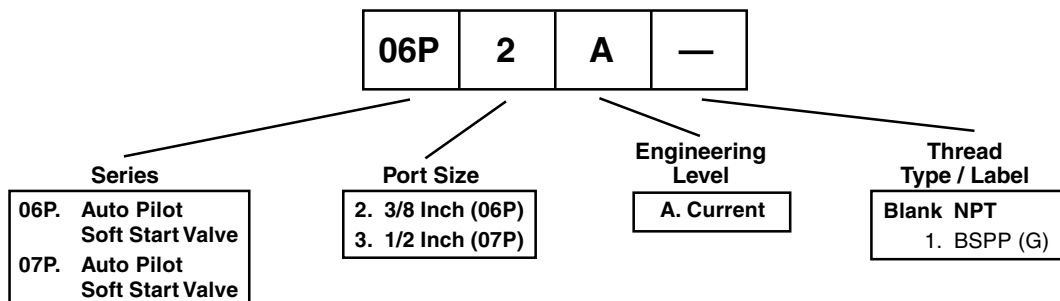 06P 2 A —
Series
06P. Auto Pilot
Soft Start Valve
07P. Auto Pilot
Soft Start Valve
Port Size
2. 3/8 Inch (06P)
3. 1/2 Inch (07P)
Engineering
Level
A. Current
Thread
Type / Label
Blank NPT
1. BSPP (G)